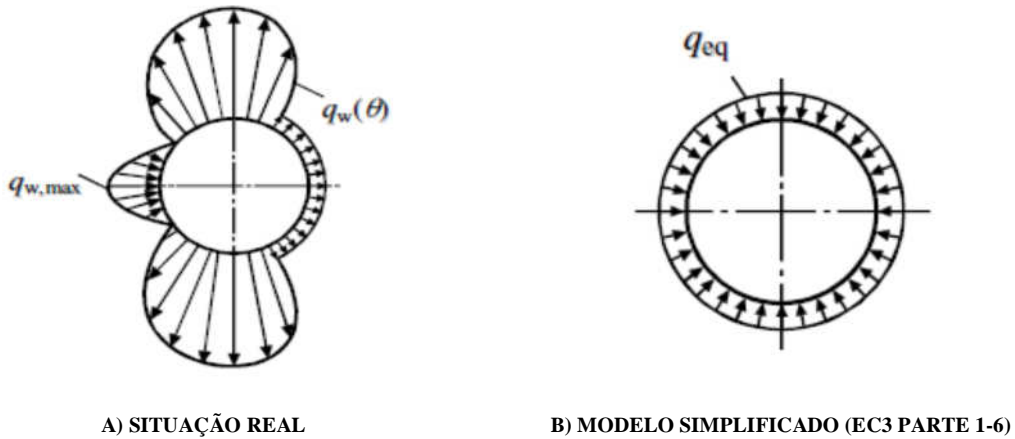 q_eq
q_w(θ)
q_w,max
A) SITUAÇÃO REAL
B) MODELO SIMPLIFICADO (EC3 PARTE 1-6)